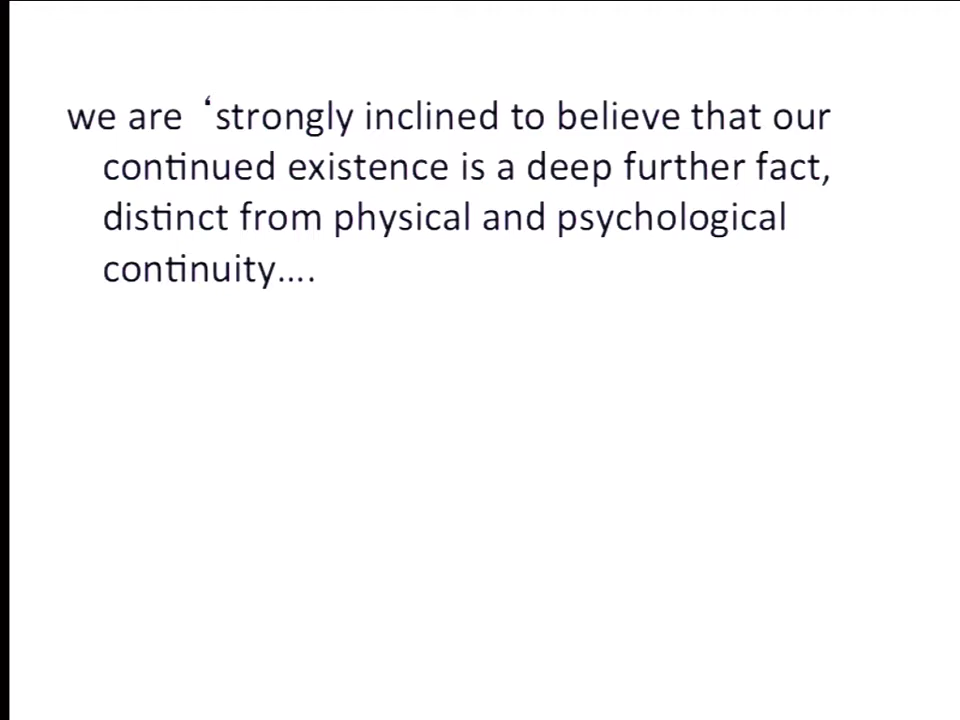 we are ‘strongly inclined to believe that our
continued existence is a deep further fact,
distinct from physical and psychological
continuity….